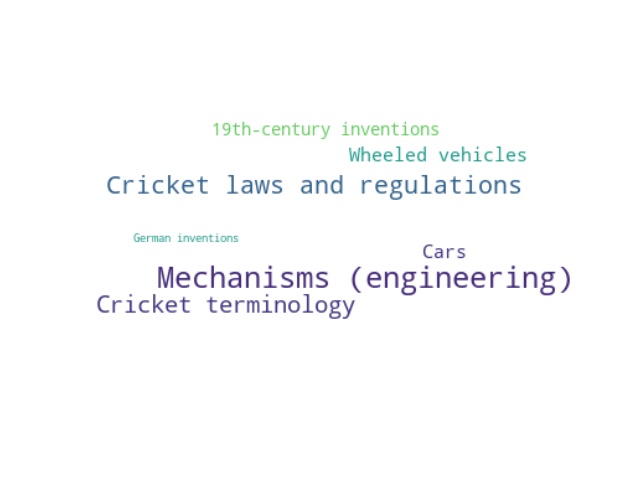 19th-century inventions
Wheeled vehicles
Cricket laws and regulations
German inventions
Cars
Mechanisms (engineering)
Cricket terminology